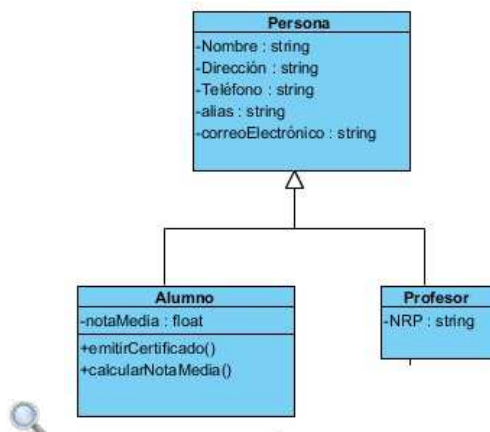 Persona
-Nombre : string
-Dirección : string
-Teléfono : string
-alias : string
-correoElectrónico : string
Alumno
-notaMedia : float
+emitirCertificado()
+calcularNotaMedia()
Profesor
-NRP : string